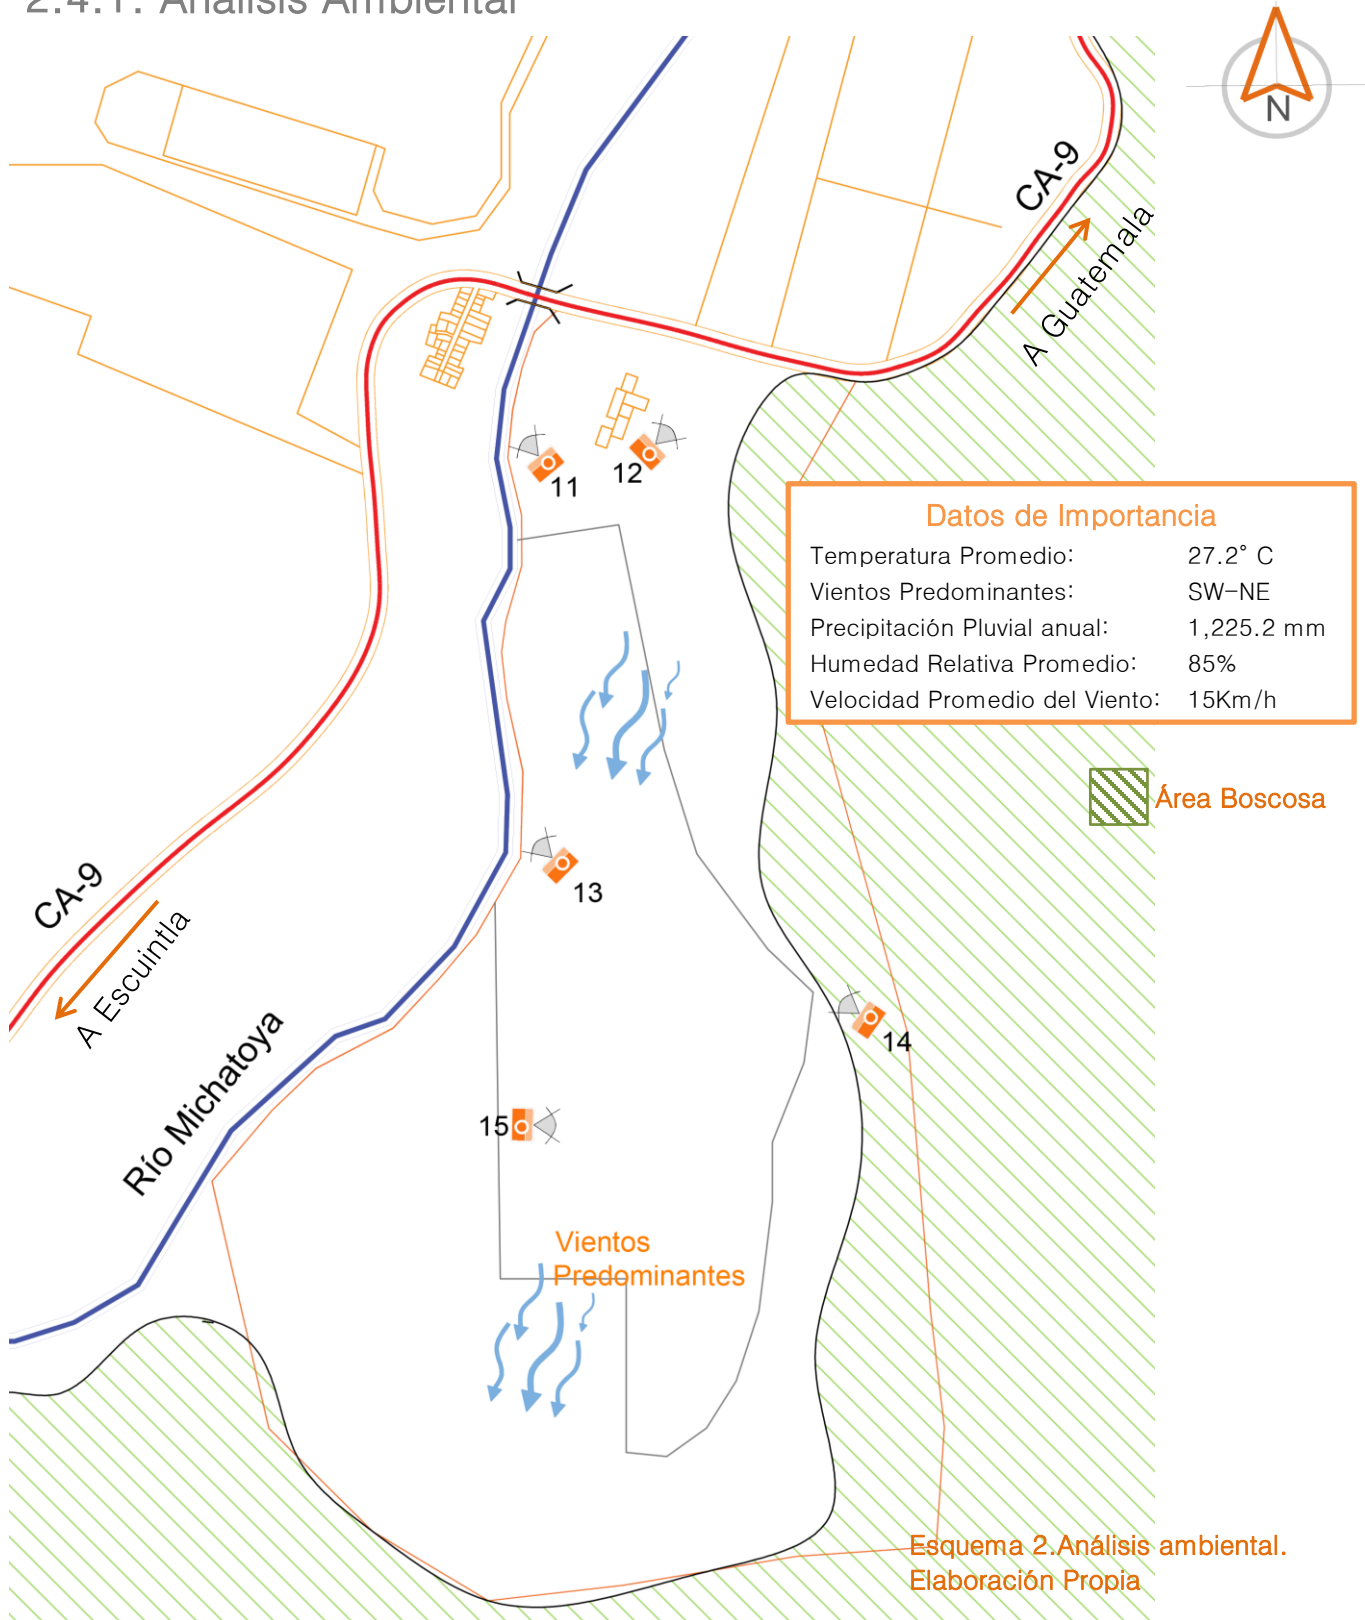 2.4.1. Análisis Ambiental
N
CA-9
A Guatemala
11
12
Datos de Importancia
Temperatura Promedio: 27.2° C
Vientos Predominantes: SW-NE
Precipitación Pluvial anual: 1,225.2 mm
Humedad Relativa Promedio: 85%
Velocidad Promedio del Viento: 15Km/h
Área Boscosa
13
CA-9
A Escuintla
Río Michatoya
14
15
Vientos
Predominantes
Esquema 2.Análisis ambiental.
Elaboración Propia